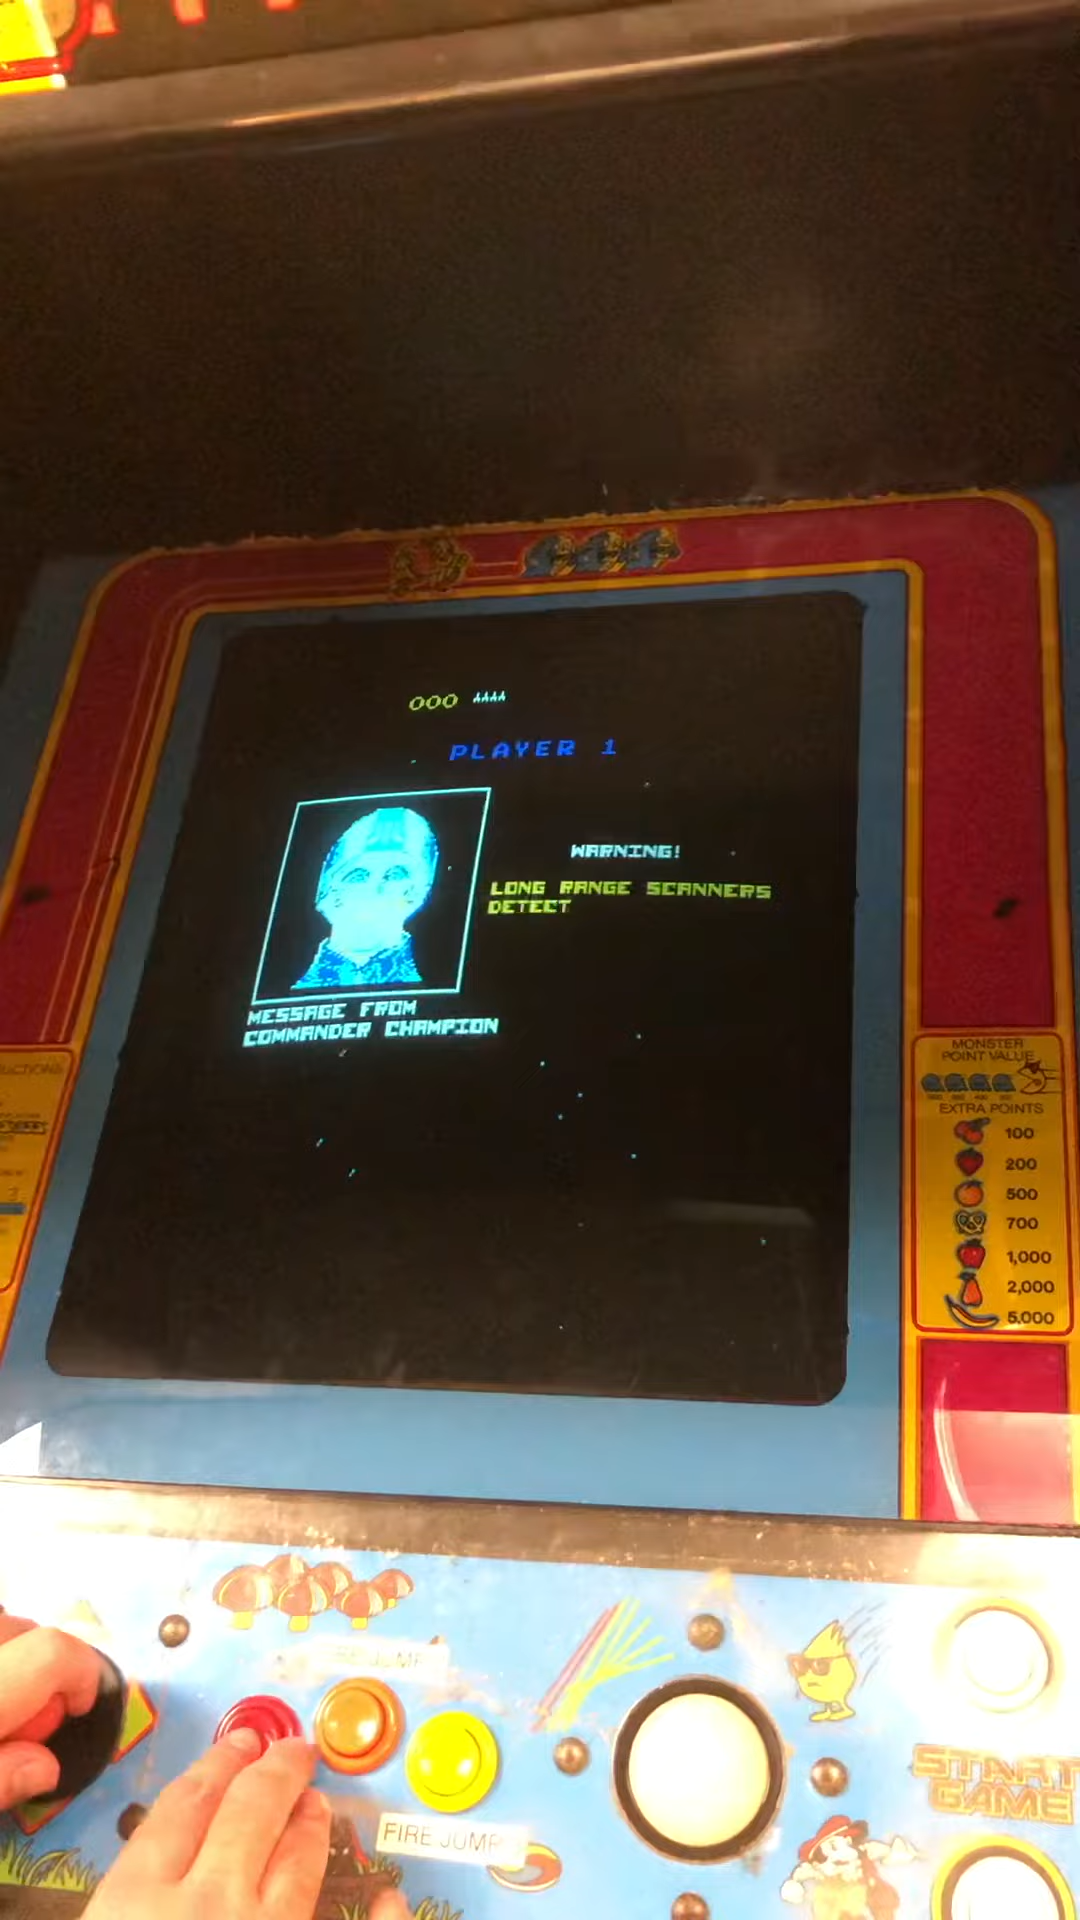 000
PLAYER 1
WARNING!
LONG RANGE SCANNERS
DETECT
MESSAGE FROM
COMMANDER CHAMPION
MONSTER
POINT VALUE
EXTRA POINTS
100
200
500
700
1,000
2,000
5,000
JUMP
FIRE JUMP
START
GAME